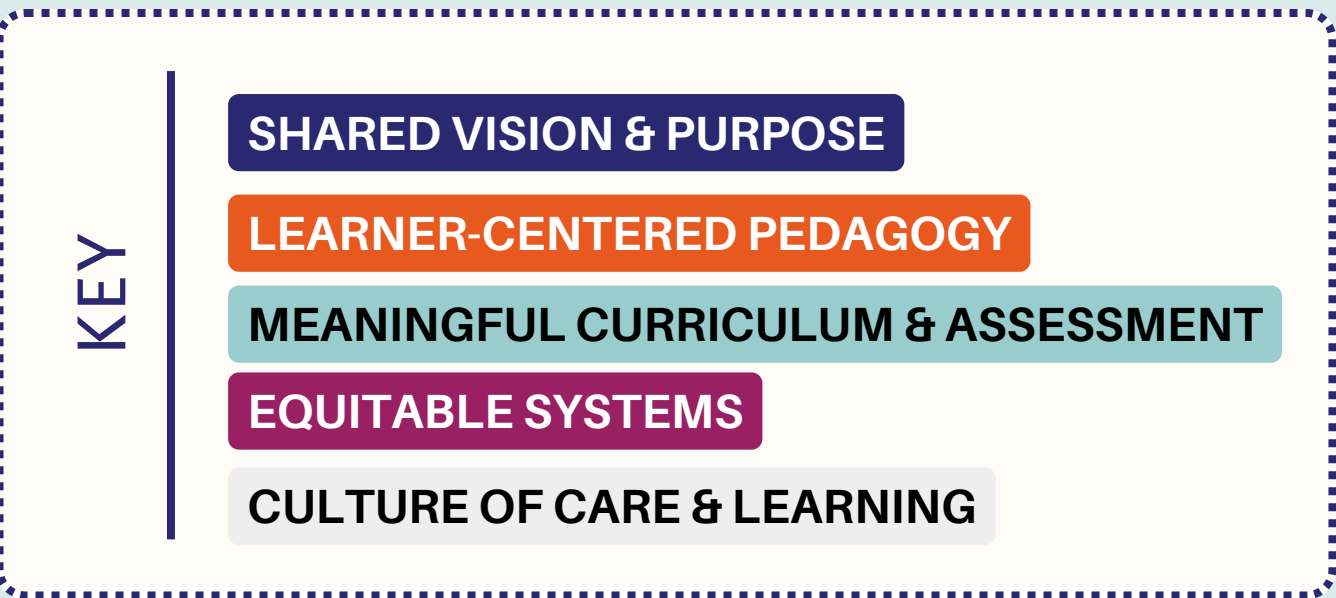 KEY
SHARED VISION & PURPOSE
LEARNER-CENTERED PEDAGOGY
MEANINGFUL CURRICULUM & ASSESSMENT
EQUITABLE SYSTEMS
CULTURE OF CARE & LEARNING